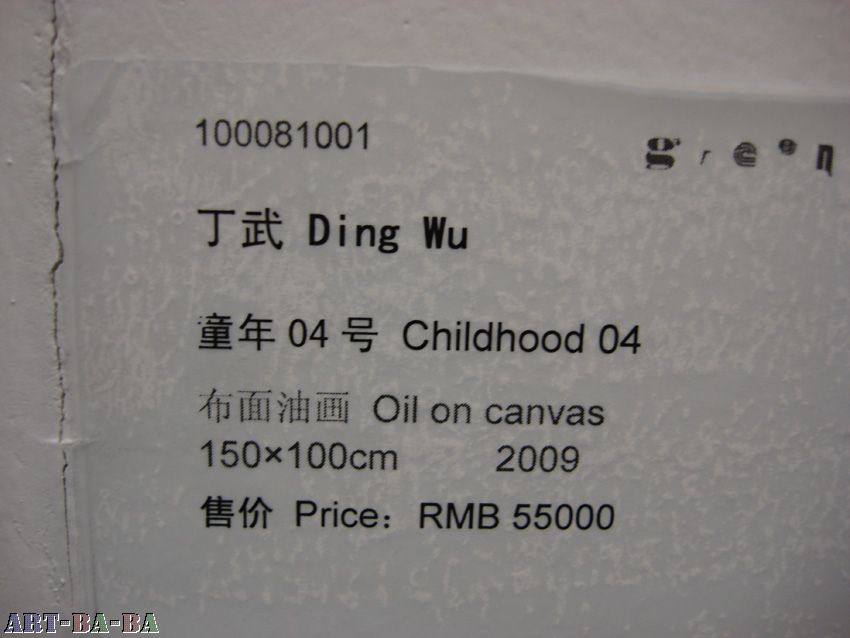 100081001
green
丁武 Ding Wu
童年 04 号 Childhood 04
布面油画 Oil on canvas
150×100cm 2009
售价 Price: RMB 55000
ART-BA-BA